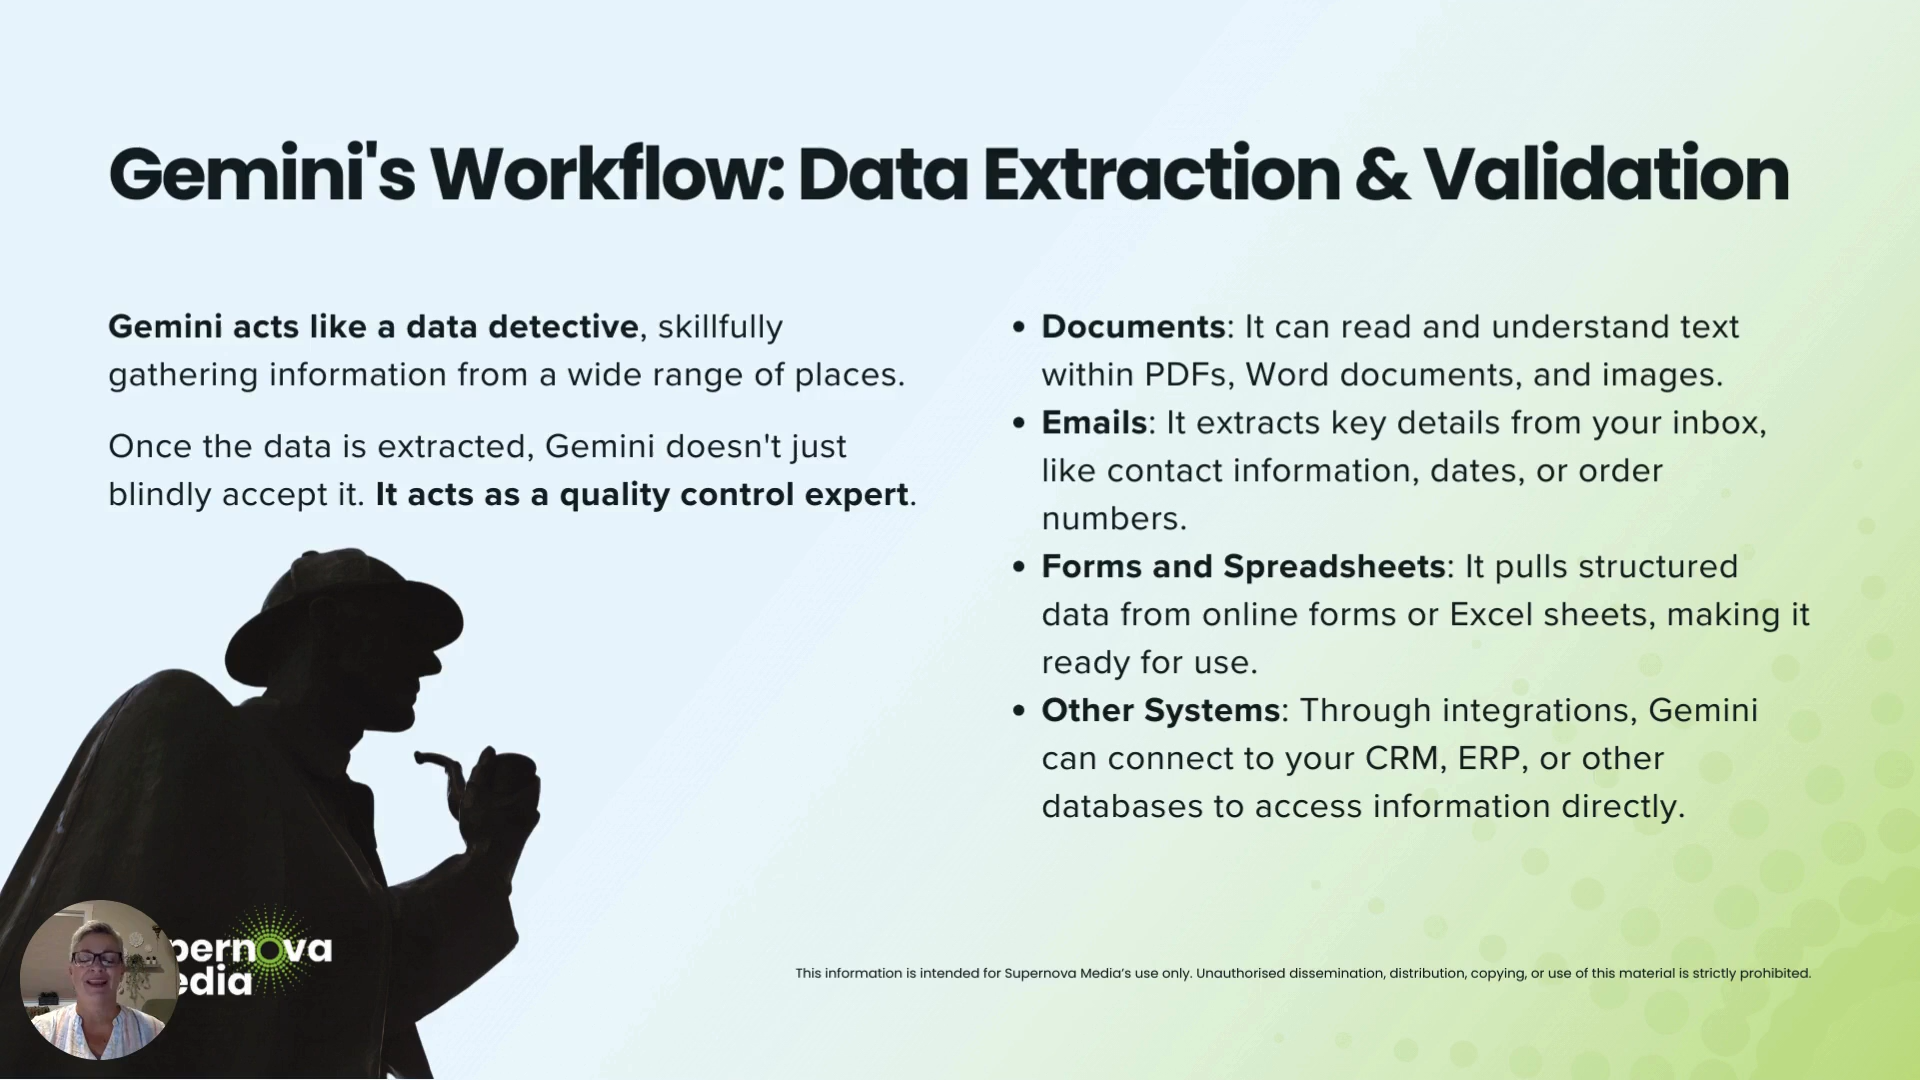 Gemini's Workflow: Data Extraction & Validation
Gemini acts like a data detective, skillfully
gathering information from a wide range of places.
Once the data is extracted, Gemini doesn't just
blindly accept it. It acts as a quality control expert.
• Documents: It can read and understand text
within PDFs, Word documents, and images.
• Emails: It extracts key details from your inbox,
like contact information, dates, or order
numbers.
• Forms and Spreadsheets: It pulls structured
data from online forms or Excel sheets, making it
ready for use.
• Other Systems: Through integrations, Gemini
can connect to your CRM, ERP, or other
databases to access information directly.
pernova
edia
This information is intended for Supernova Media’s use only. Unauthorised dissemination, distribution, copying, or use of this material is strictly prohibited.